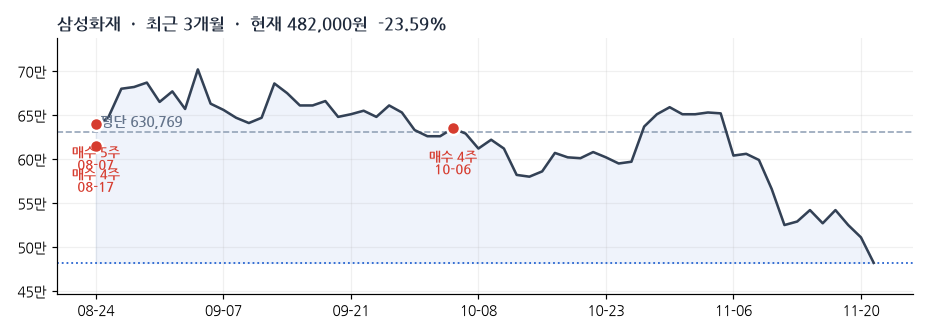 삼성화재 · 최근 3개월 · 현재 482,000원 -23.59%
70만
65만
60만
55만
50만
45만
평단 630,769
매수 5주
08-07
매수 4주
08-17
매수 4주
10-06
08-24 09-07 09-21 10-08 10-23 11-06 11-20